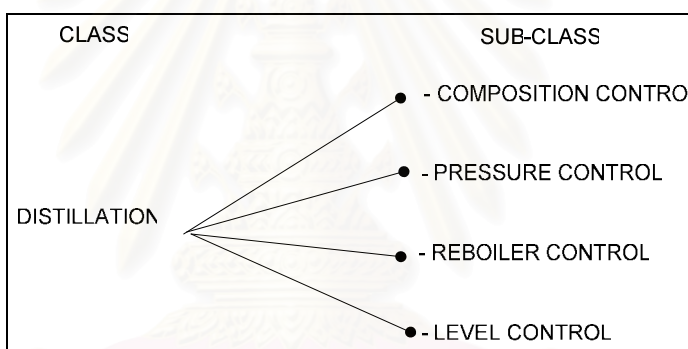 CLASS SUB-CLASS
- COMPOSITION CONTRO
- PRESSURE CONTROL
DISTILLATION
- REBOILER CONTROL
- LEVEL CONTROL